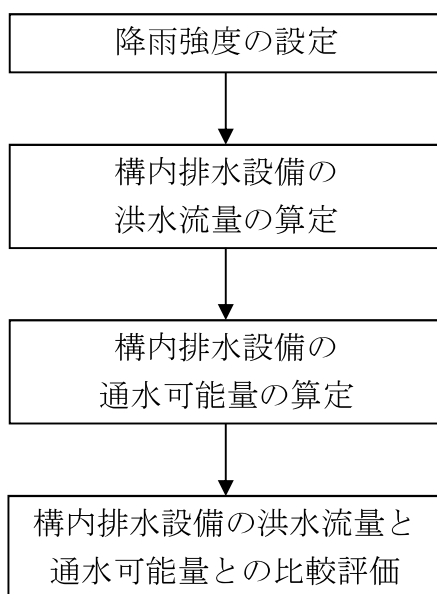 降雨強度の設定
構内排水設備の
洪水流量の算定
構内排水設備の
通水可能量の算定
構内排水設備の洪水流量と
通水可能量との比較評価